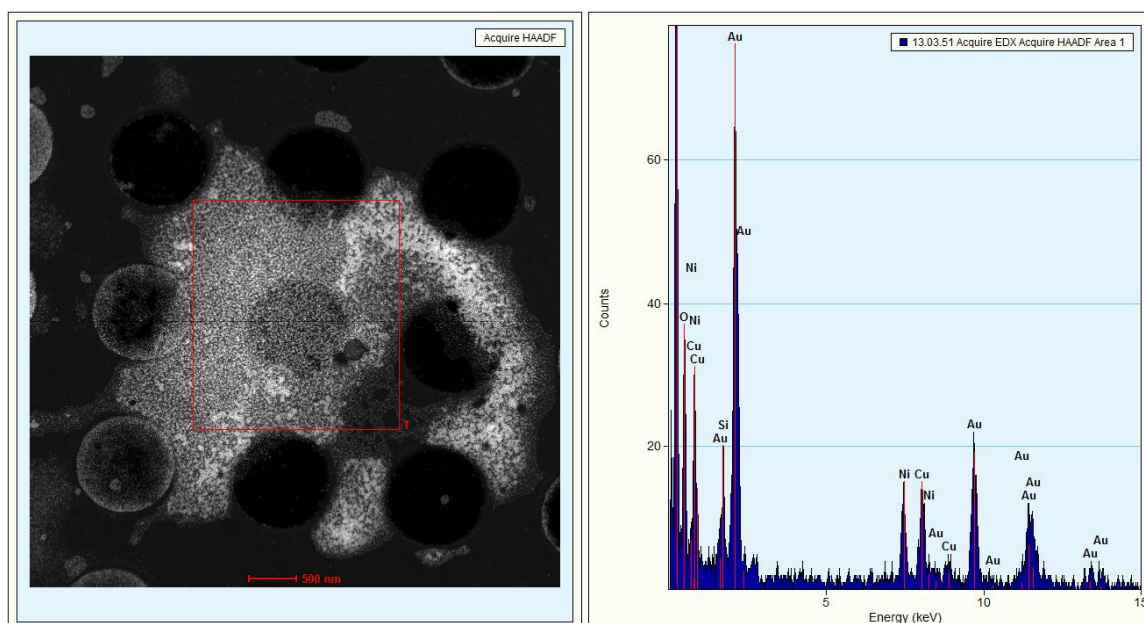 Acquire HAADF
1
500 nm
13.03.51 Acquire EDX Acquire HAADF Area 1
Counts
60
40
20
Au
Au
Ni
O Ni
Cu
Cu
Si
Au
Ni Cu
Ni
Au
Cu
Au
Au
Au
Au
Au
Au
Au
5
10
15
Energy (keV)